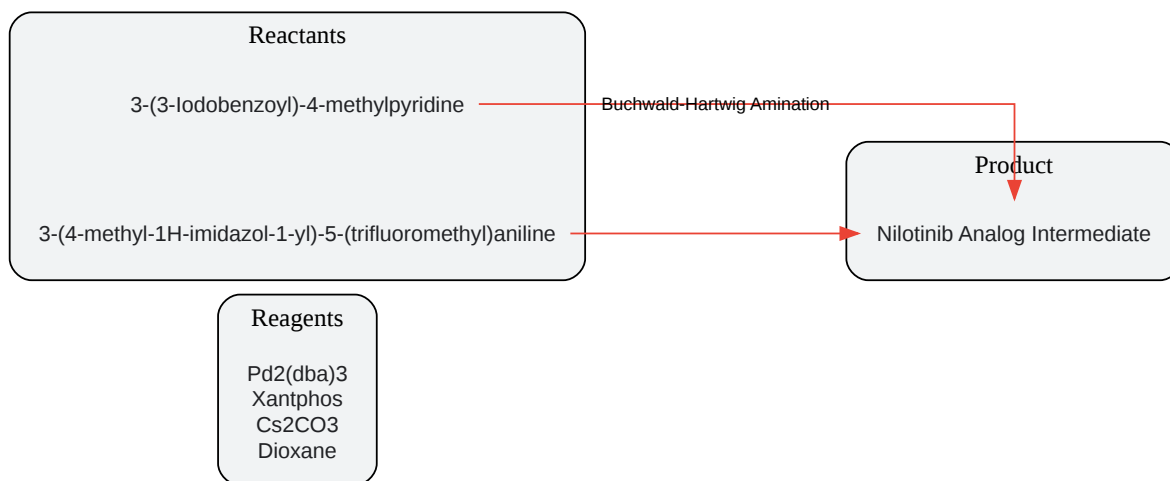 Reactants
3-(3-Iodobenzoyl)-4-methylpyridine
Buchwald-Hartwig Amination
3-(4-methyl-1H-imidazol-1-yl)-5-(trifluoromethyl)aniline
Product
Nilotinib Analog Intermediate
Reagents
Pd2(dba)3
Xantphos
Cs2CO3
Dioxane